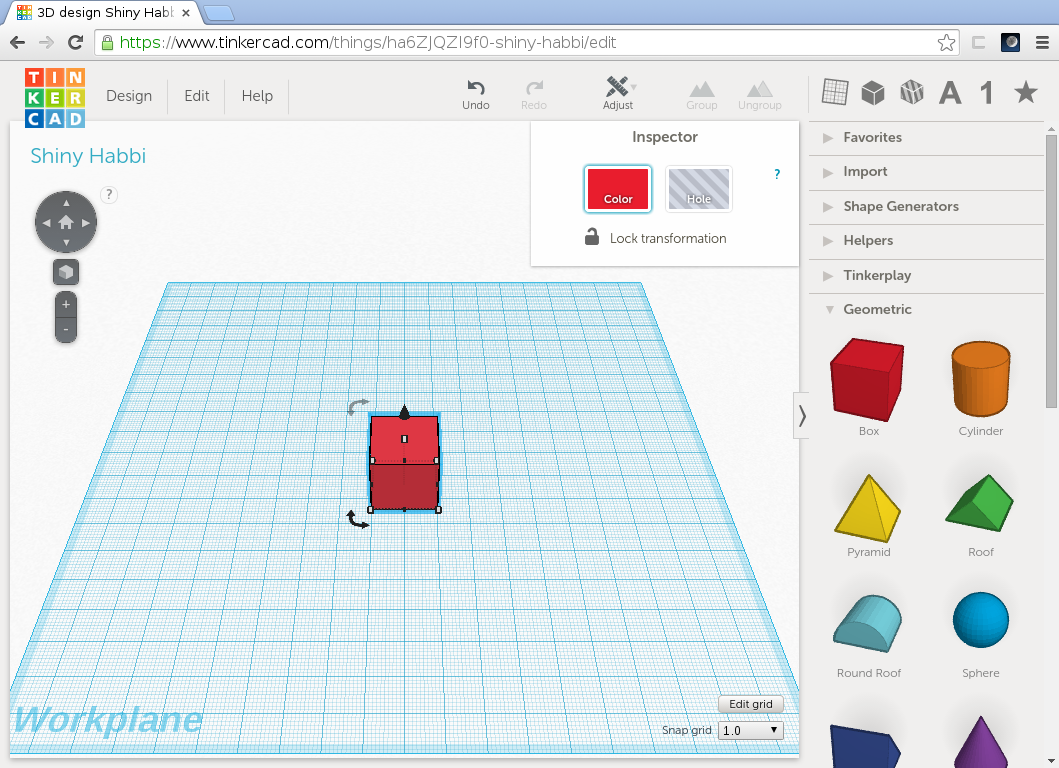 3D design Shiny Habb
https://www.tinkercad.com/things/ha6ZJQZI9f0-shiny-habbi/edit
TIN
KER
CAD
Design
Edit
Help
Undo
Redo
Adjust
Group
Ungroup
A
1
Shiny Habbi
?
+
-
Inspector
Color
Hole
?
Lock transformation
Workplane
Edit grid
Snap grid
1.0
Favorites
Import
Shape Generators
Helpers
Tinkerplay
Geometric
Box
Cylinder
Pyramid
Roof
Round Roof
Sphere